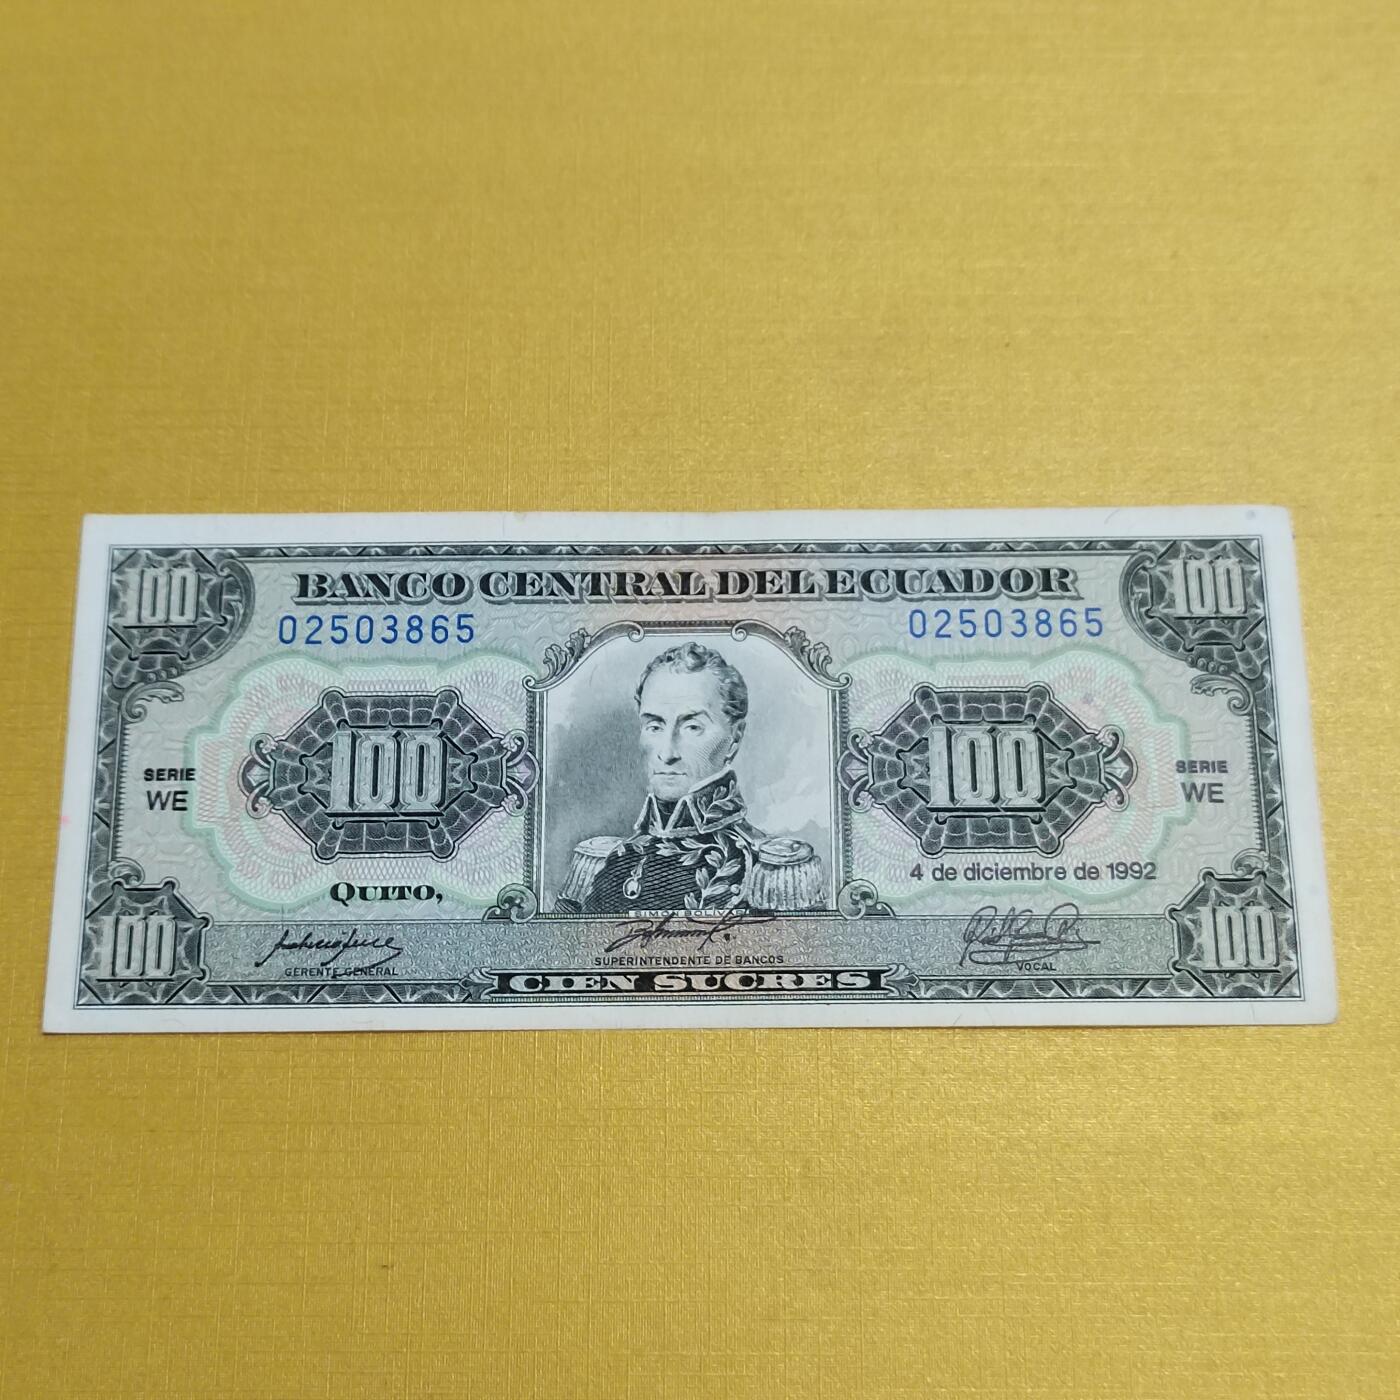 100 BANCO CENTRAL DEL ECUADOR 100
02503865 02503865
100 100
SERIE SERIE
WE WE
4 de diciembre de 1992
QUITO,
SIMON BOLIVAR
100 100
GERENTE GENERAL SUPERINTENDENTE DE BANCOS VOCAL
CIEN SUCRES